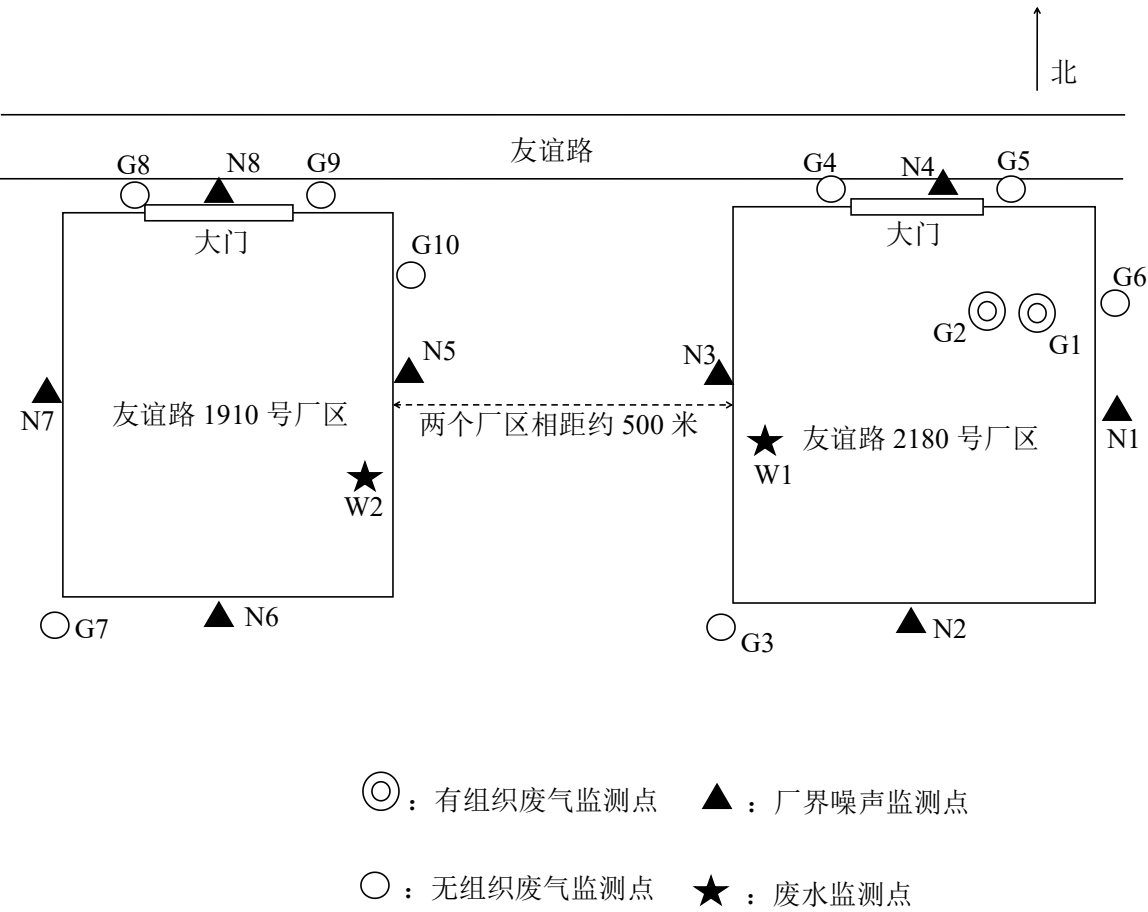 北
友谊路
G8
N8
G9
G4
N4
G5
大门
大门
G10
G6
G2
G1
N5
N3
N7
友谊路 1910 号厂区
两个厂区相距约 500 米
友谊路 2180 号厂区
N1
W2
W1
G7
N6
G3
N2
：有组织废气监测点
：厂界噪声监测点
：无组织废气监测点
：废水监测点